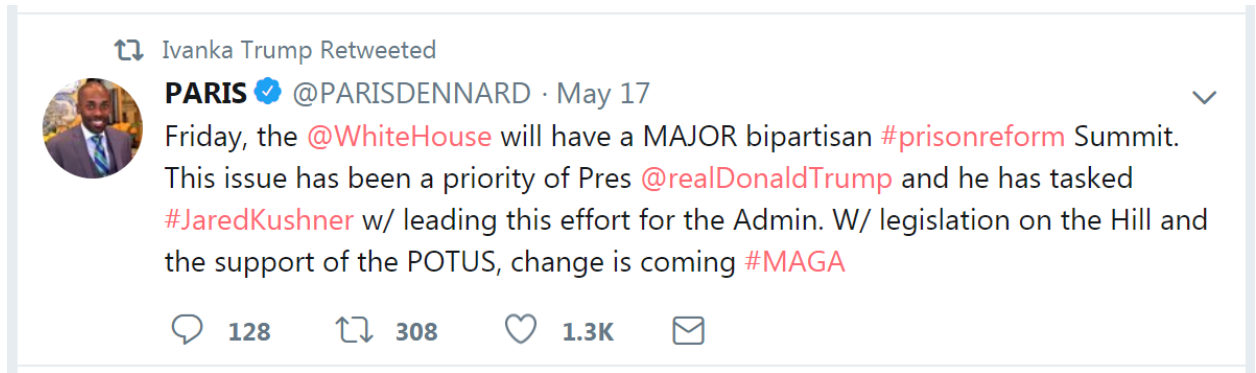 Ivanka Trump Retweeted
PARIS @PARISDENNARD · May 17
Friday, the @WhiteHouse will have a MAJOR bipartisan #prisonreform Summit.
This issue has been a priority of Pres @realDonaldTrump and he has tasked
#JaredKushner w/ leading this effort for the Admin. W/ legislation on the Hill and
the support of the POTUS, change is coming #MAGA
128 308 1.3K